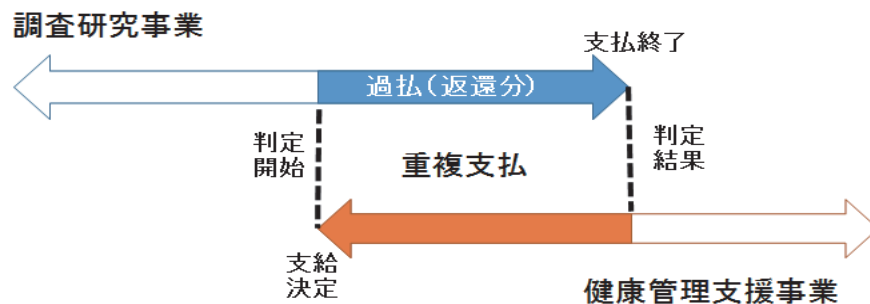 調査研究事業
支払終了
過払(返還分)
判定
開始
重複支払
判定
結果
支給
決定
健康管理支援事業